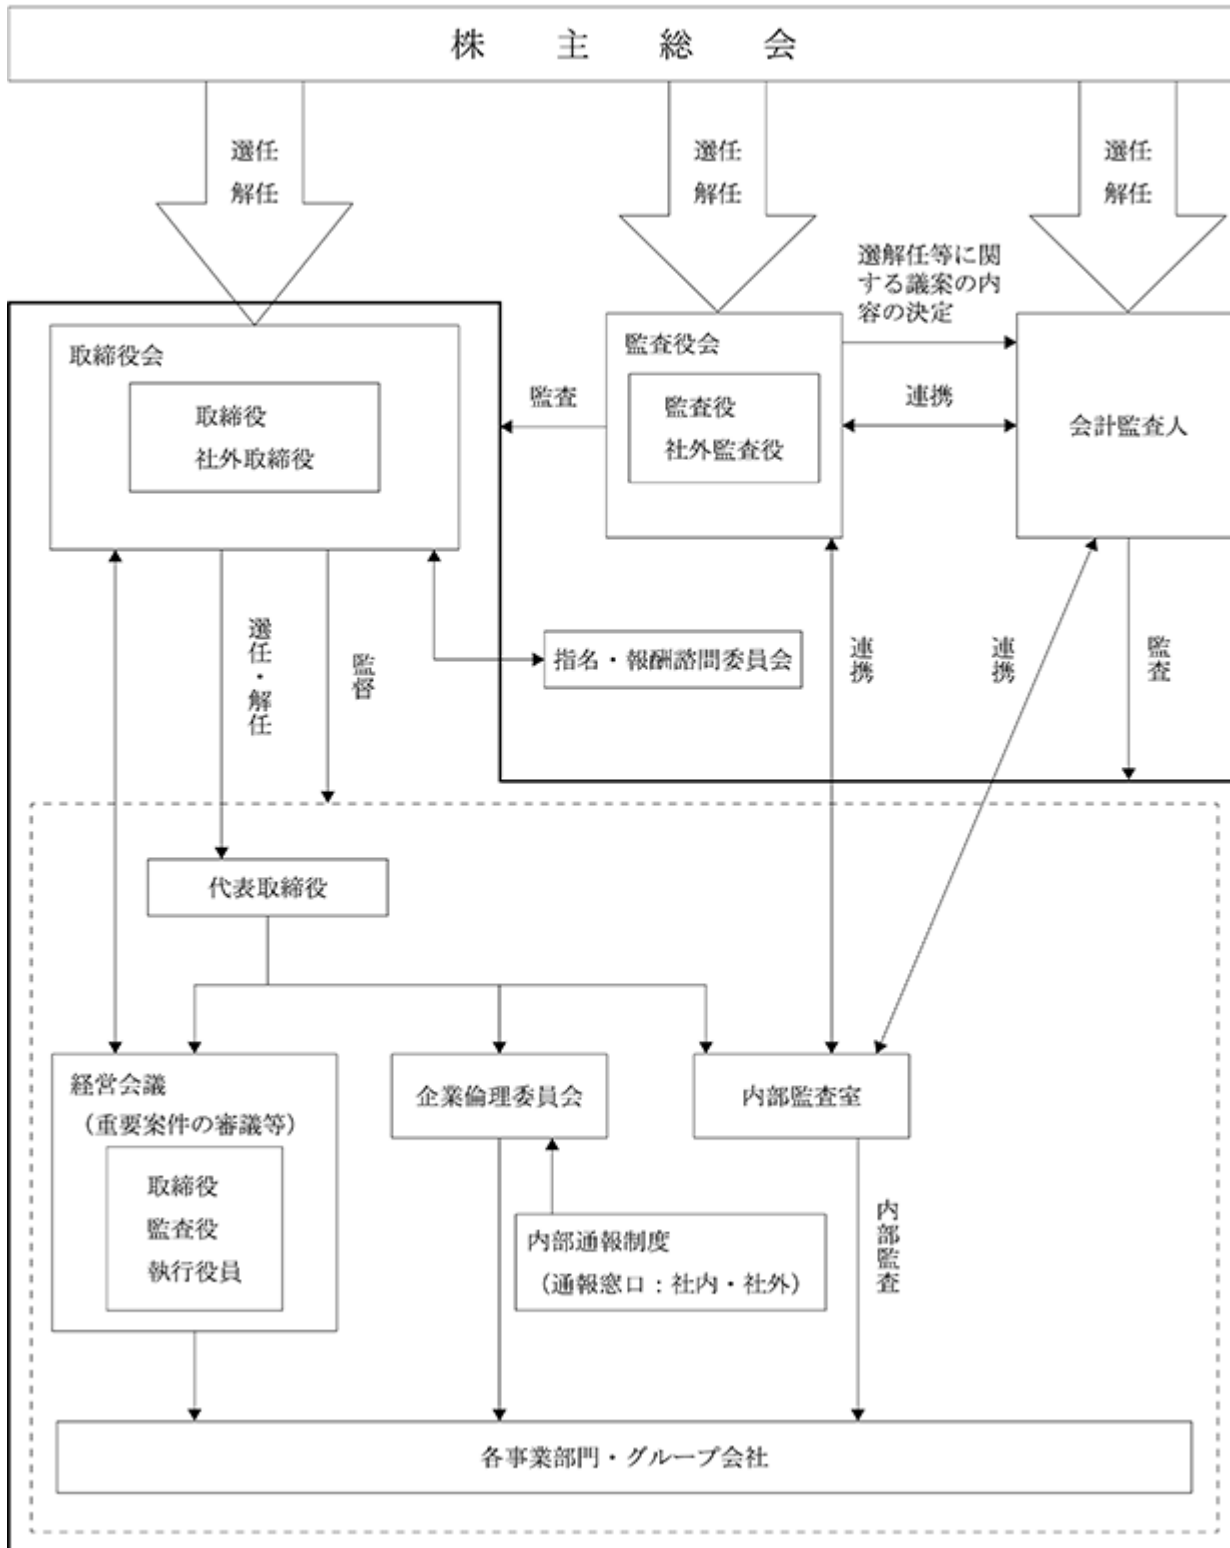 株主総会
選任
解任
選任
解任
選任
解任
選解任等に関
する議案の内
容の決定
取締役会
取締役
社外取締役
監査
監査役会
監査役
社外監査役
連携
会計監査人
選任・解任
監督
指名・報酬諮問委員会
連携
連携
監査
代表取締役
経営会議
（重要案件の審議等）
取締役
監査役
執行役員
企業倫理委員会
内部監査室
内部通報制度
（通報窓口：社内・社外）
内部監査
各事業部門・グループ会社